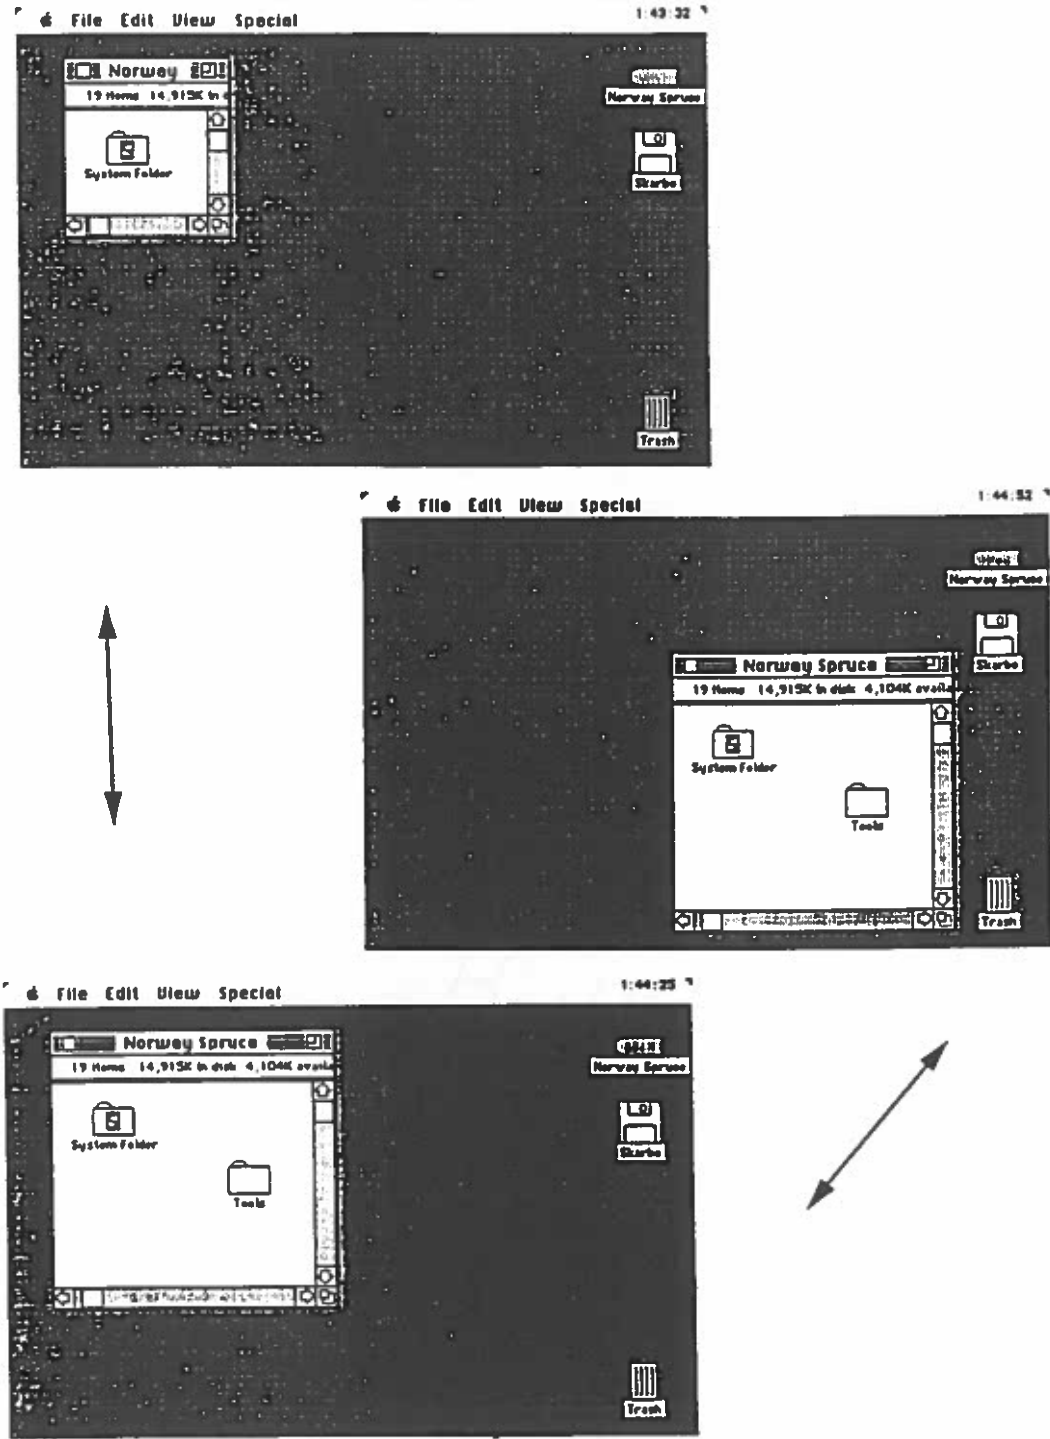 File Edit View Special 1:43:32
Norway
19 items 14,915K in d
System Folder
Norway Spruce
Skarbo
Trash
File Edit View Special 1:44:52
Norway Spruce
Norway Spruce
19 items 14,915K in disk 4,104K availa
System Folder
Tools
Skarbo
Trash
File Edit View Special 1:44:25
Norway Spruce
19 items 14,915K in disk 4,104K availa
System Folder
Tools
Norway Spruce
Skarbo
Trash